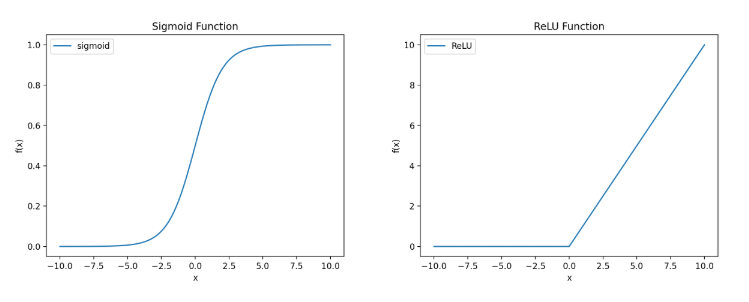 Sigmoid Function
sigmoid
1.0
0.8
0.6
0.4
0.2
0.0
f(x)
−10.0 −7.5 −5.0 −2.5 0.0 2.5 5.0 7.5 10.0
x
ReLU Function
ReLU
10
8
6
4
2
0
f(x)
−10.0 −7.5 −5.0 −2.5 0.0 2.5 5.0 7.5 10.0
x